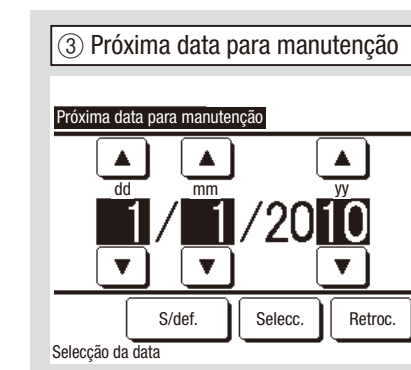 ③ Próxima data para manutenção
Próxima data para manutenção
▲ ▲ ▲
dd mm yy
1/1/2010
▼ ▼ ▼
S/def. Selecc. Retroc.
Selecção da data